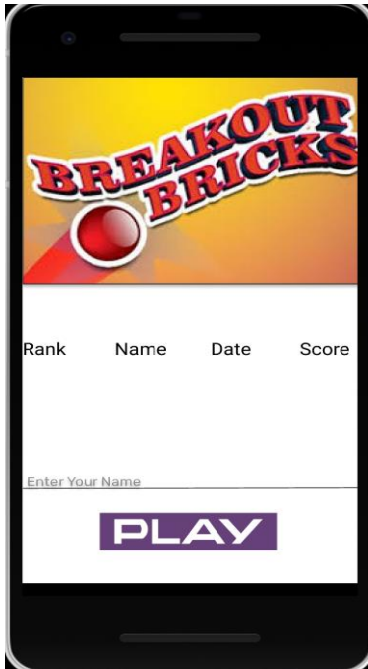 BREAKOUT
BRICKS
Rank Name Date Score
Enter Your Name
PLAY